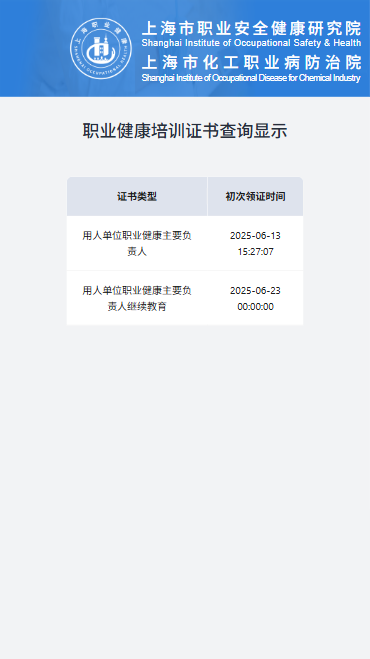 上海市职业安全健康研究院
Shanghai Institute of Occupational Safety & Health
上海市化工职业病防治院
Shanghai Institute of Occupational Disease for Chemical Industry
职业健康培训证书查询显示
证书类型 初次领证时间
用人单位职业健康主要负 2025-06-13
责人 15:27:07
用人单位职业健康主要负 2025-06-23
责人继续教育 00:00:00